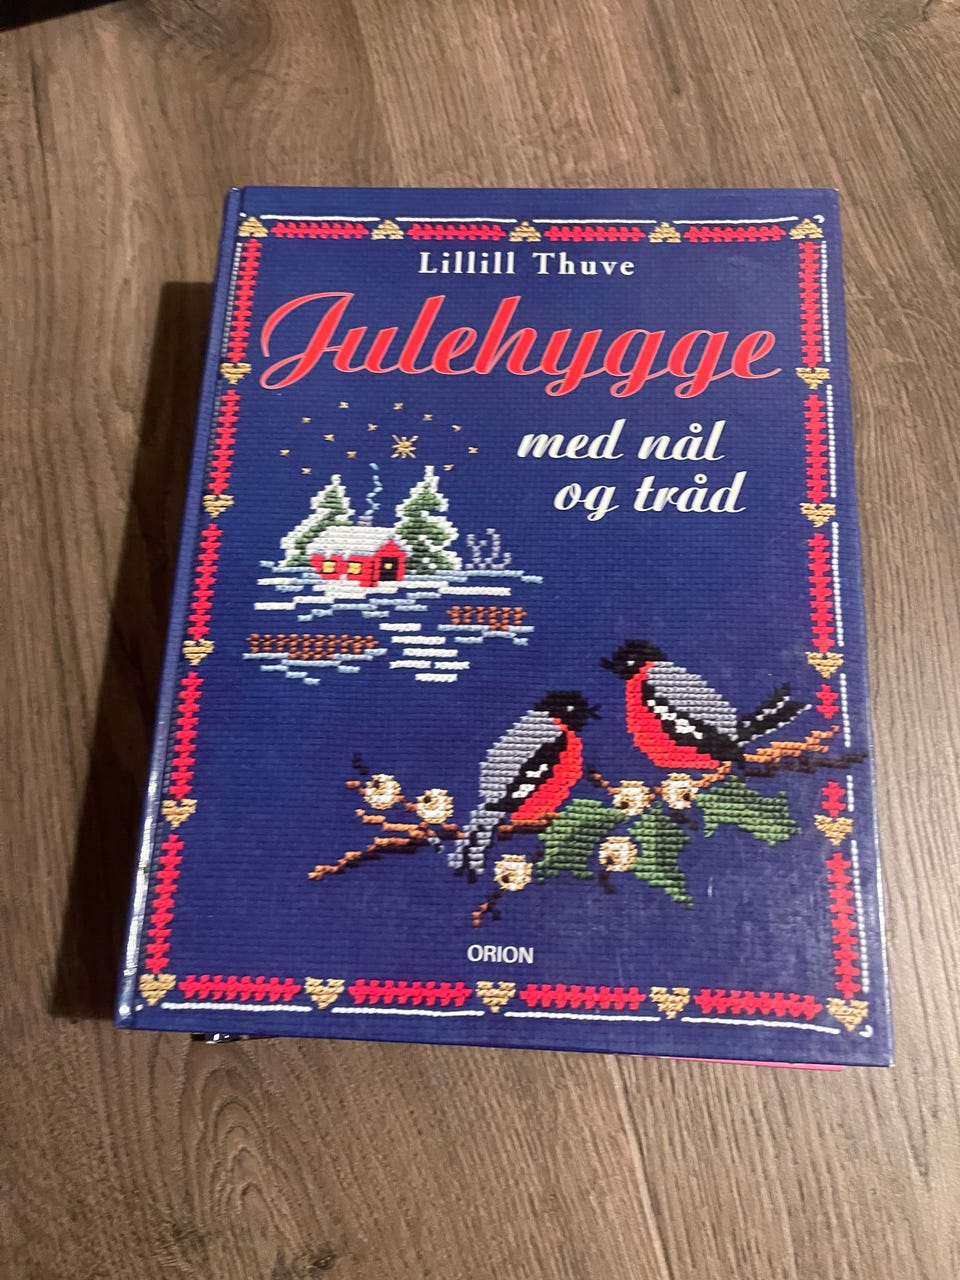 Lillill Thuve
Julehygge
med nål
og tråd
ORION